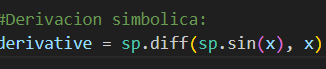 #Derivacion simbolica:
derivative = sp.diff(sp.sin(x), x)